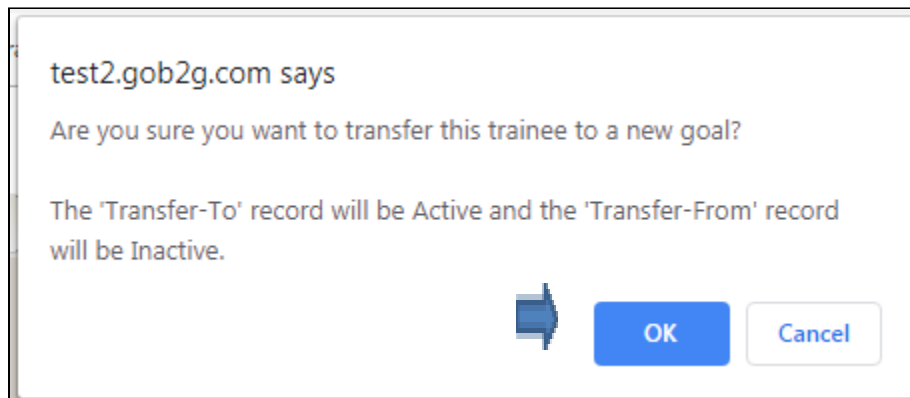 test2.gob2g.com says
Are you sure you want to transfer this trainee to a new goal?
The 'Transfer-To' record will be Active and the 'Transfer-From' record
will be Inactive.
OK
Cancel